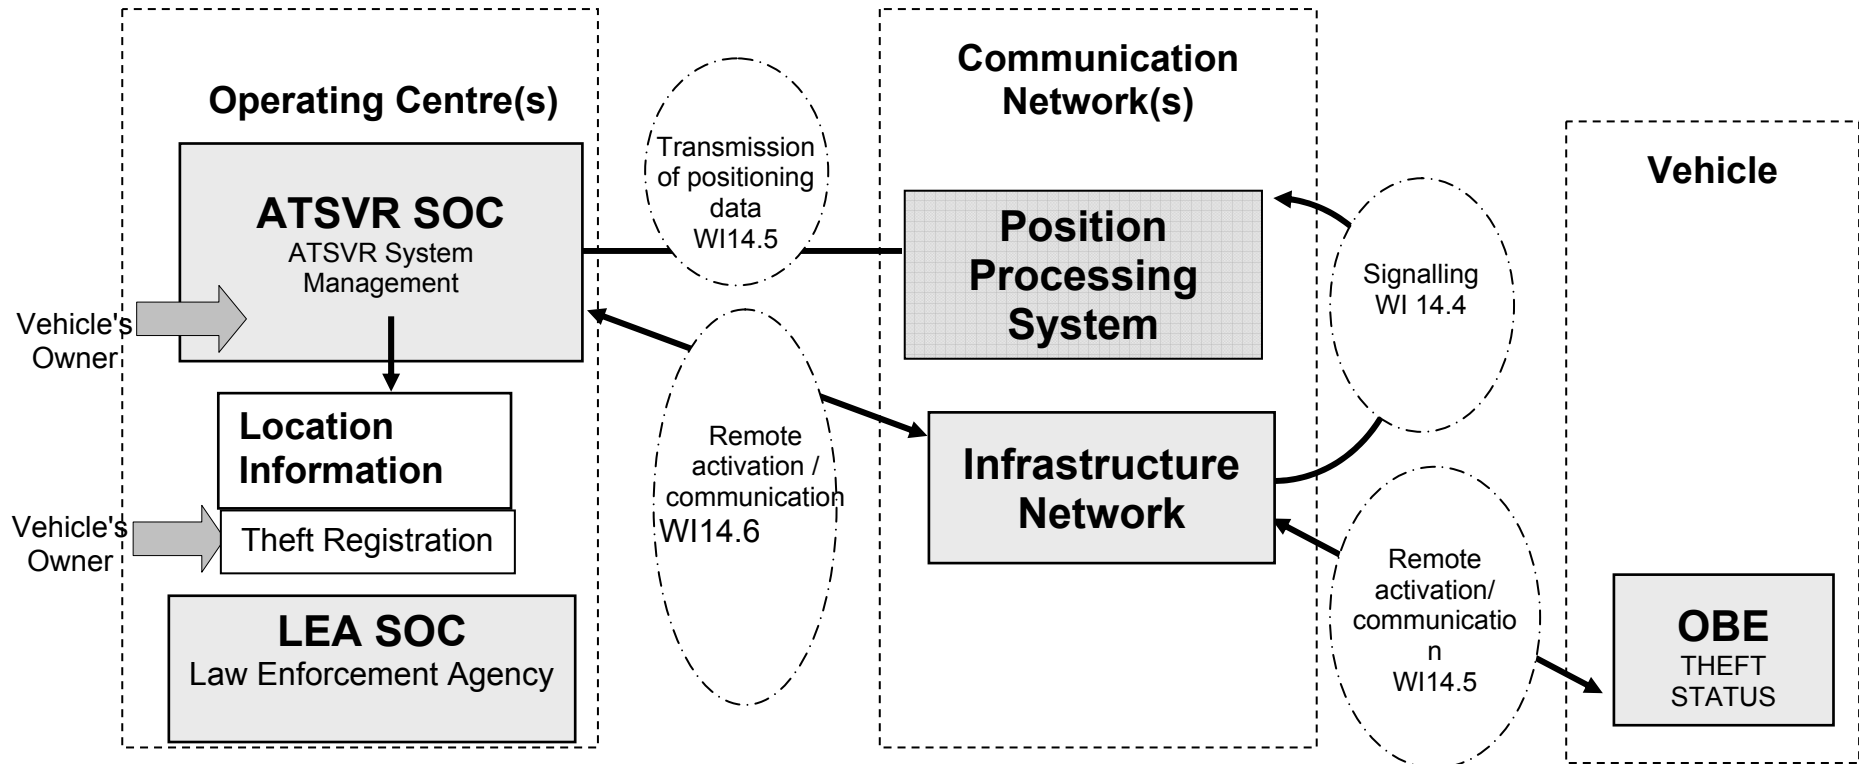 Operating Centre(s)
ATSVR SOC
ATSVR System
Management
Vehicle's
Owner
Location
Information
Vehicle's
Owner
Theft Registration
LEA SOC
Law Enforcement Agency
Transmission
of positioning
data
WI14.5
Remote
activation /
communication
WI14.6
Communication
Network(s)
Position
Processing
System
Infrastructure
Network
Signalling
WI 14.4
Remote
activation/
communicatio
n
WI14.5
Vehicle
OBE
THEFT
STATUS